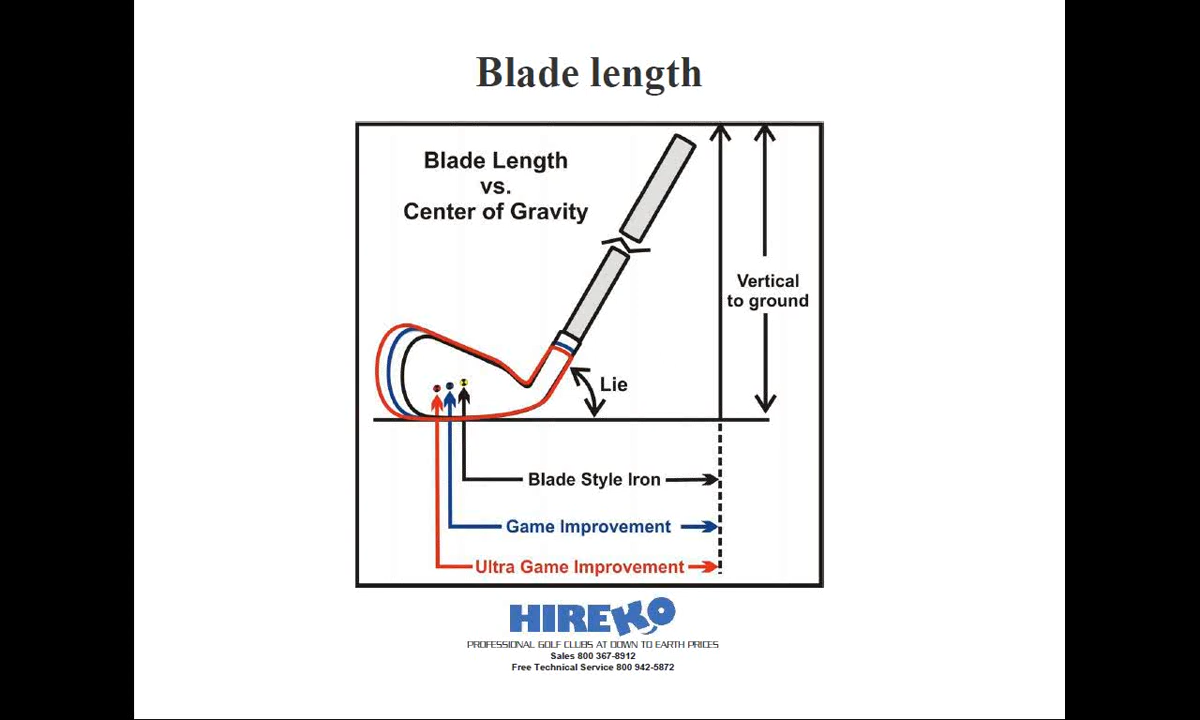 Blade length
Blade Length
vs.
Center of Gravity
Vertical
to ground
Lie
Blade Style Iron
Game Improvement
Ultra Game Improvement
HIREKO
PROFESSIONAL GOLF CLUBS AT DOWN TO EARTH PRICES
Sales 800 367-8912
Free Technical Service 800 942-5872